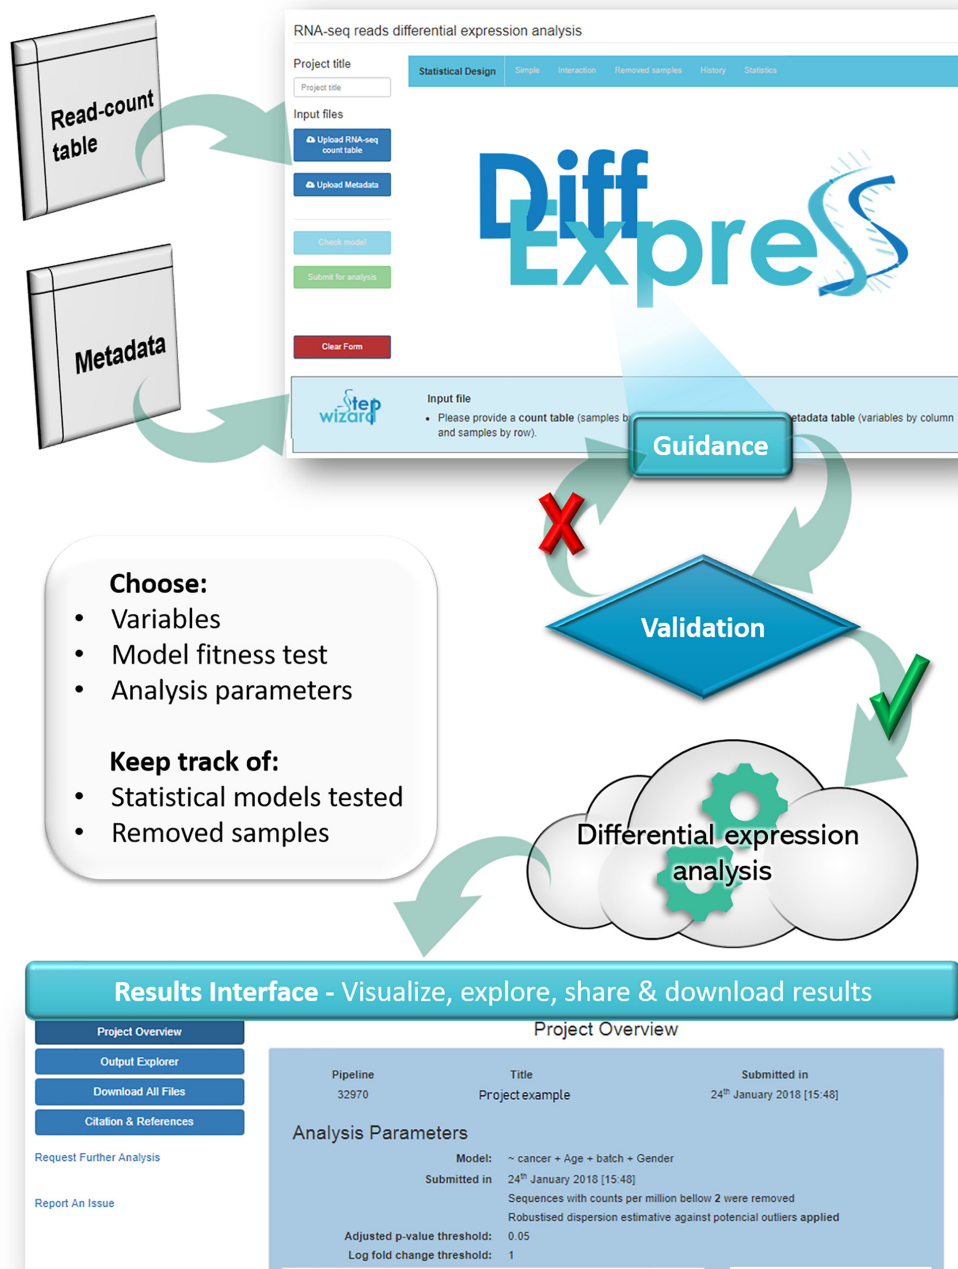 RNA-seq reads differential expression analysis
Read-count
table
Metadata
Project title
Project title
Input files
Upload RNA-seq
count table
Upload Metadata
Check model
Submit for analysis
Clear Form
Statistical Design Simple Interaction Removed samples History Statistics
Diff
Express
Step
wizard
Input file
• Please provide a count table (samples b etadata table (variables by column
and samples by row).
Guidance
Validation
Choose:
• Variables
• Model fitness test
• Analysis parameters
Keep track of:
• Statistical models tested
• Removed samples
Differential expression
analysis
Results Interface - Visualize, explore, share & download results
Project Overview
Output Explorer
Download All Files
Citation & References
Request Further Analysis
Report An Issue
Project Overview
Pipeline Title Submitted in
32970 Project example 24th January 2018 [15:48]
Analysis Parameters
Model: ~ cancer + Age + batch + Gender
Submitted in 24th January 2018 [15:48]
Sequences with counts per million bellow 2 were removed
Robustised dispersion estimative against potencial outliers applied
Adjusted p-value threshold: 0.05
Log fold change threshold: 1